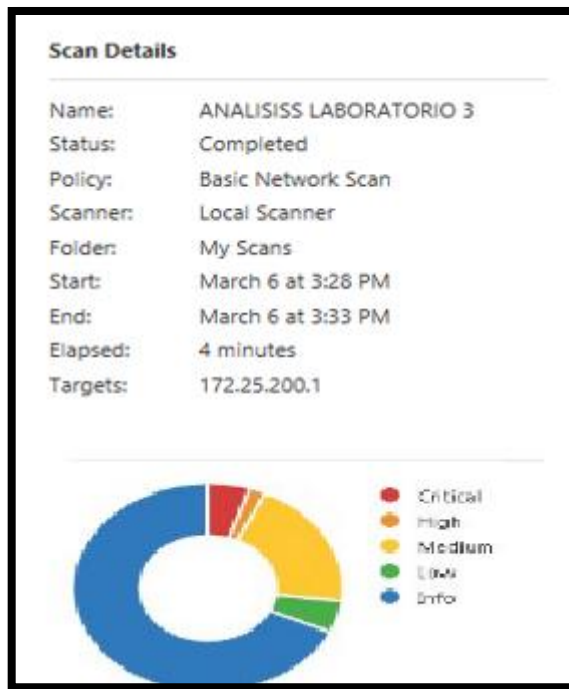 Scan Details
Name: ANALISISS LABORATORIO 3
Status: Completed
Policy: Basic Network Scan
Scanner: Local Scanner
Folder: My Scans
Start: March 6 at 3:28 PM
End: March 6 at 3:33 PM
Elapsed: 4 minutes
Targets: 172.25.200.1
Critical
High
Medium
Low
Info